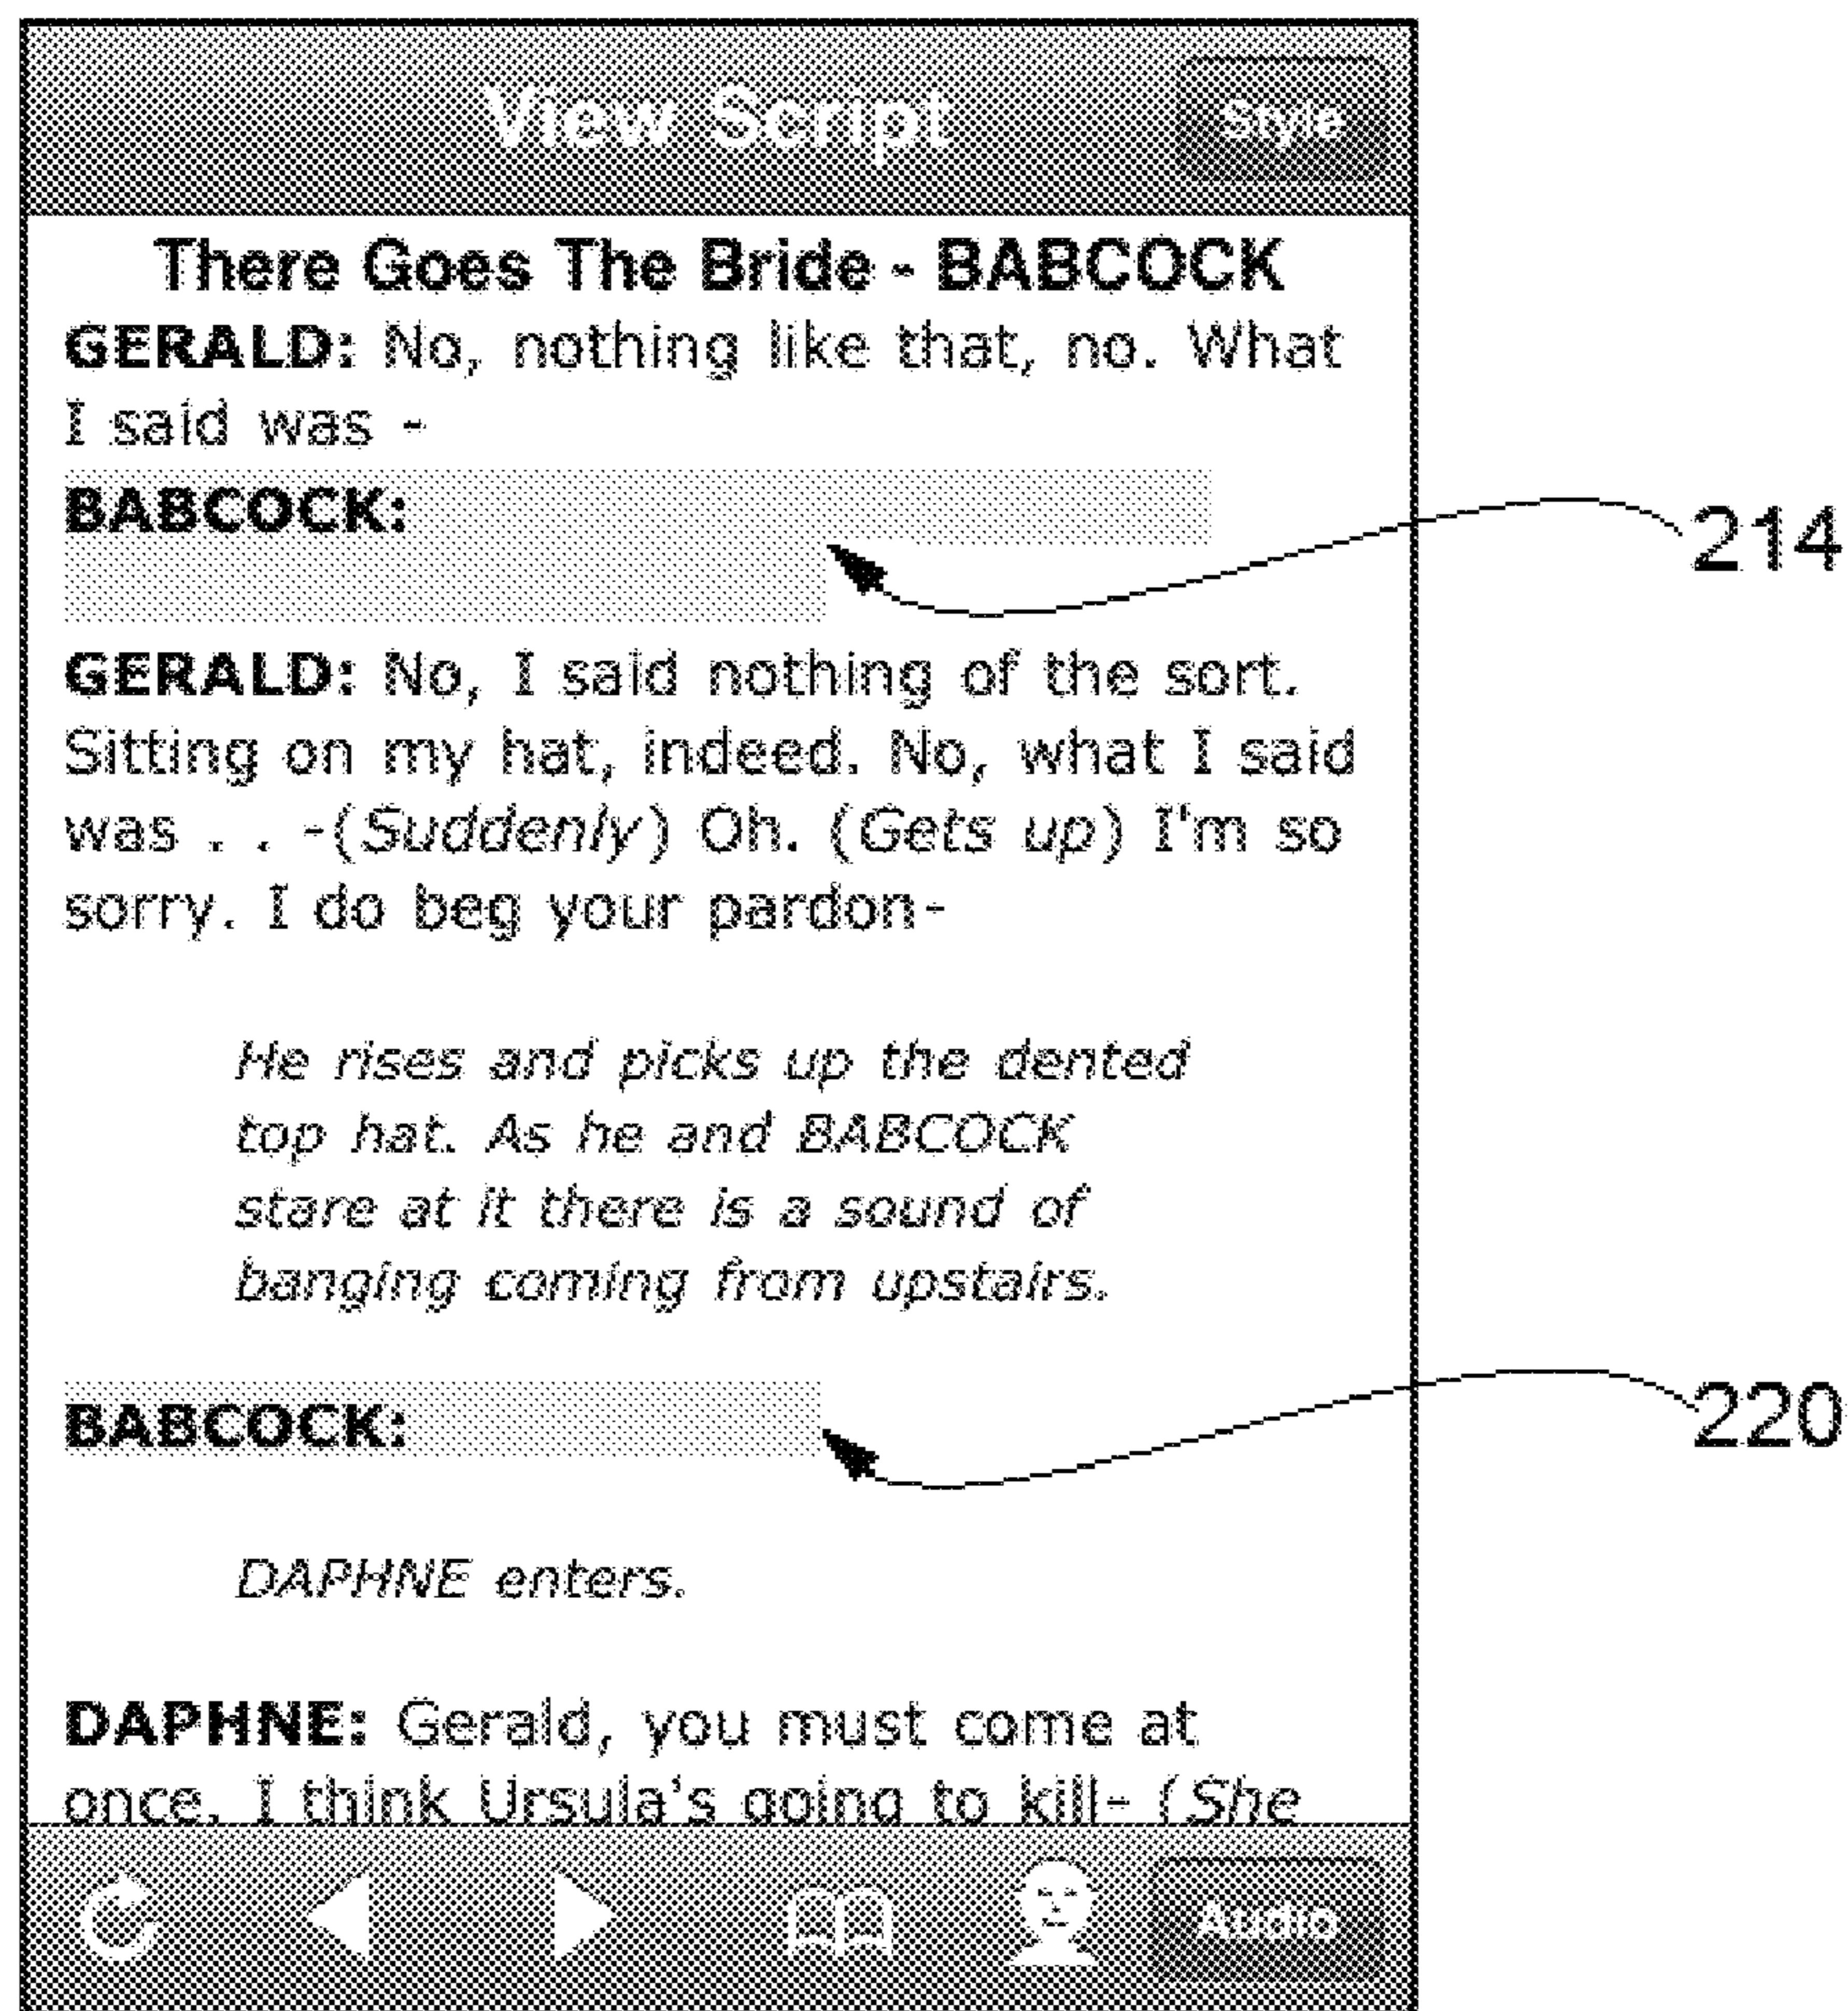 View Script
Style
There Goes The Bride - BABCOCK
GERALD: No, nothing like that, no. What
I said was -
BABCOCK:
214
GERALD: No, I said nothing of the sort.
Sitting on my hat, indeed. No, what I said
was . . -(Suddenly) Oh. (Gets up) I'm so
sorry. I do beg your pardon-
He rises and picks up the dented
top hat. As he and BABCOCK
stare at it there is a sound of
banging coming from upstairs.
BABCOCK:
220
DAPHNE enters.
DAPHNE: Gerald, you must come at
once. I think Ursula's going to kill- (She
Audio